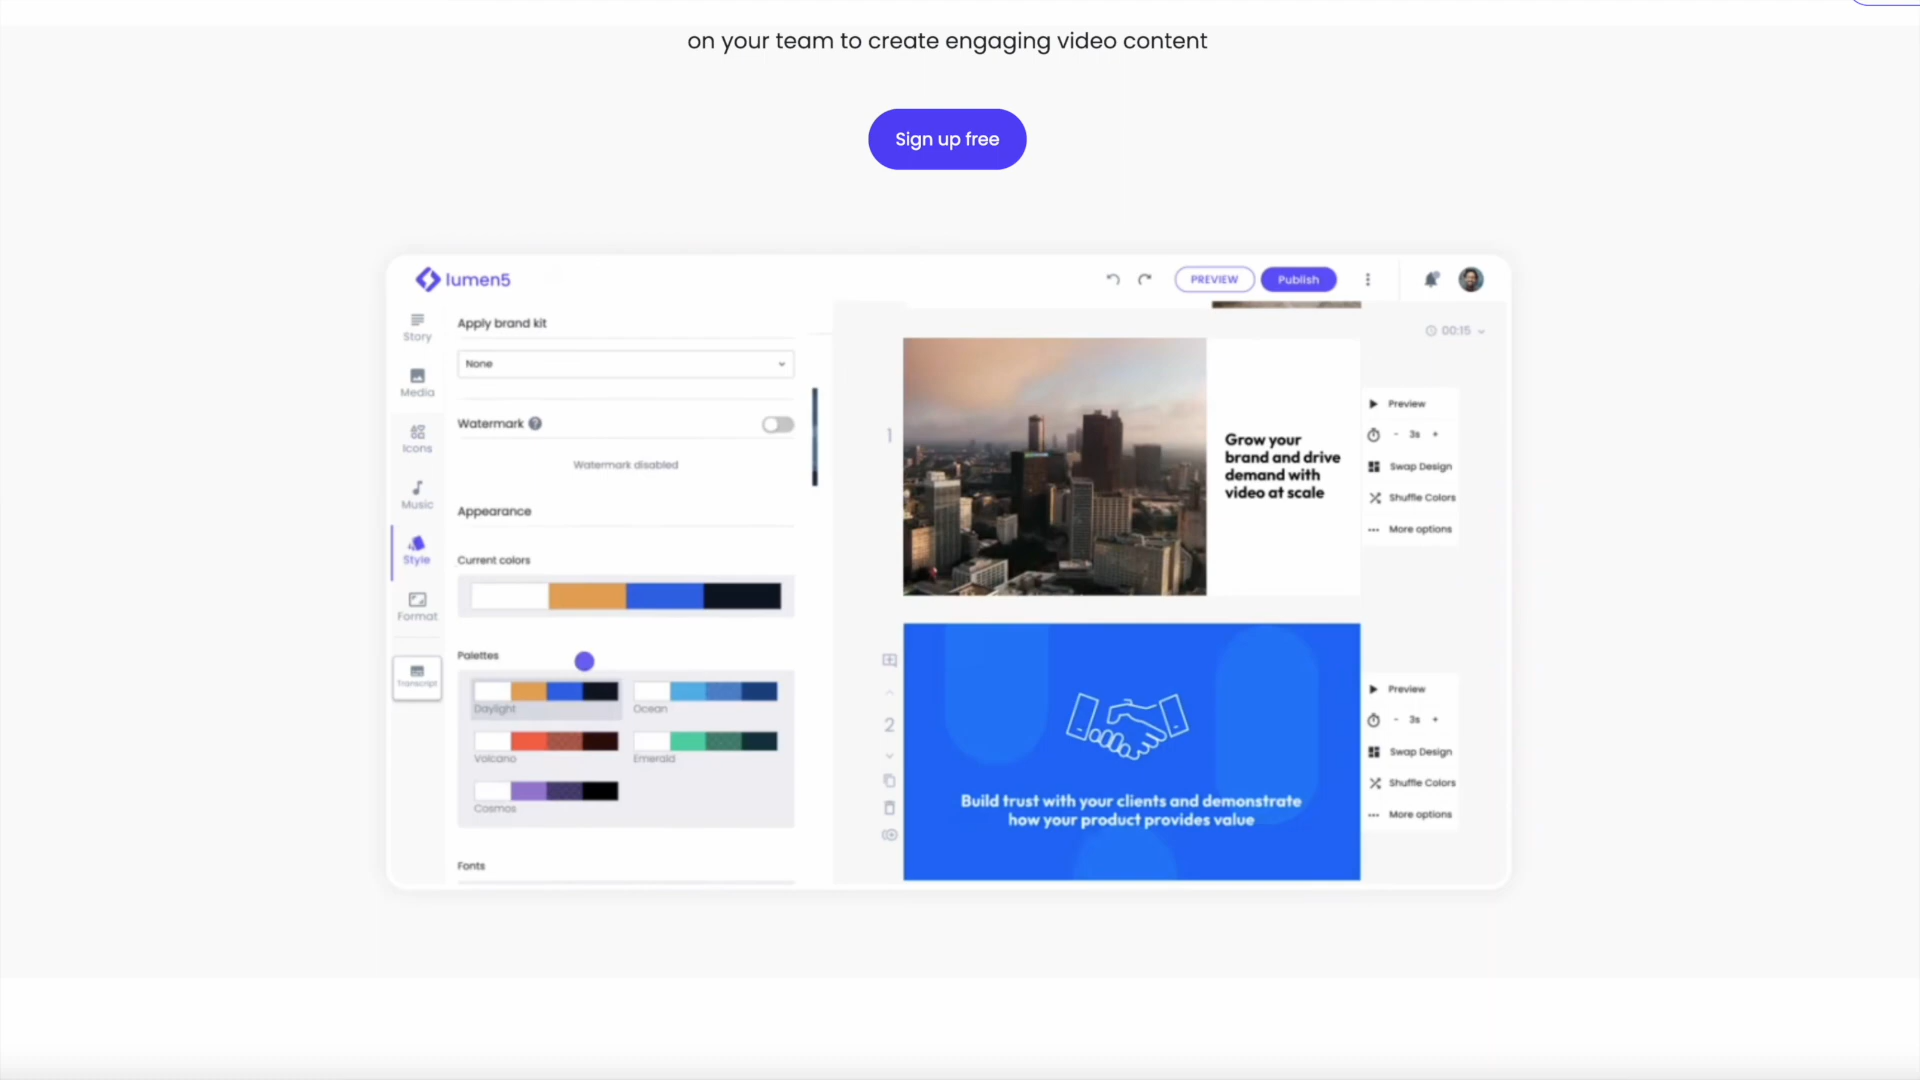 on your team to create engaging video content
Sign up free
lumen5
PREVIEW
Publish
Story
Media
Icons
Music
Style
Format
Transcript
Apply brand kit
None
Watermark ?
Watermark disabled
Appearance
Current colors
Palettes
Daylight
Ocean
Volcano
Emerald
Cosmos
Fonts
00:15
1
Grow your
brand and drive
demand with
video at scale
Preview
- 3s +
Swap Design
Shuffle Colors
More options
2
Build trust with your clients and demonstrate
how your product provides value
Preview
- 3s +
Swap Design
Shuffle Colors
More options